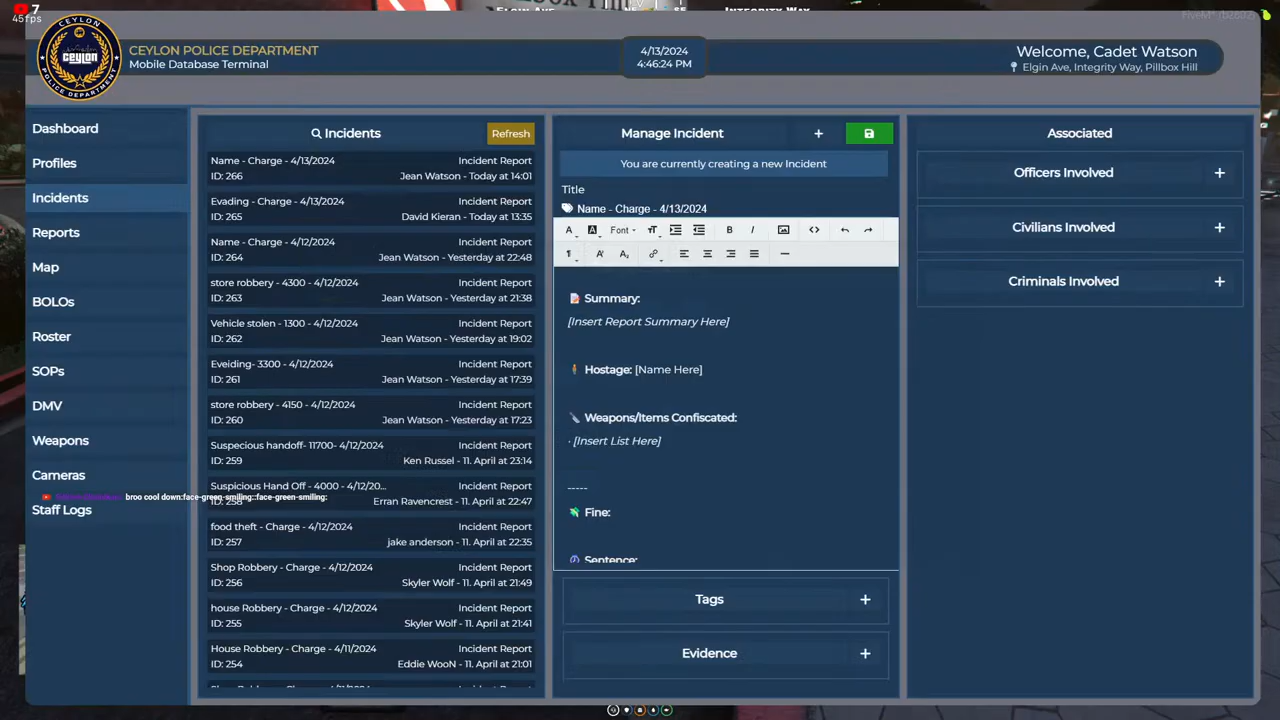 7
45fps
ELGIN AVE
INTEGRITY WAY
CEYLON POLICE DEPARTMENT
Mobile Database Terminal
CEYLON
POLICE DEPARTMENT
4/13/2024
4:46:24 PM
Welcome, Cadet Watson
Elgin Ave, Integrity Way, Pillbox Hill
Dashboard
Profiles
Incidents
Reports
Map
BOLOs
Roster
SOPs
DMV
Weapons
Cameras
broo cool down:face-green-smiling::face-green-smiling:
Staff Logs
Incidents
Refresh
Name - Charge - 4/13/2024 Incident Report
ID: 266 Jean Watson - Today at 14:01
Evading - Charge - 4/13/2024 Incident Report
ID: 265 David Kieran - Today at 13:35
Name - Charge - 4/12/2024 Incident Report
ID: 264 Jean Watson - Yesterday at 22:48
store robbery - 4300 - 4/12/2024 Incident Report
ID: 263 Jean Watson - Yesterday at 21:38
Vehicle stolen - 1300 - 4/12/2024 Incident Report
ID: 262 Jean Watson - Yesterday at 19:02
Eveiding- 3300 - 4/12/2024 Incident Report
ID: 261 Jean Watson - Yesterday at 17:39
store robbery - 4150 - 4/12/2024 Incident Report
ID: 260 Jean Watson - Yesterday at 17:23
Suspecious handoff- 11700- 4/12/2024 Incident Report
ID: 259 Ken Russel - 11. April at 23:14
Suspicious Hand Off - 4000 - 4/12/20... Incident Report
ID: 258 Erran Ravencrest - 11. April at 22:47
food theft - Charge - 4/12/2024 Incident Report
ID: 257 jake anderson - 11. April at 22:35
Shop Robbery - Charge - 4/12/2024 Incident Report
ID: 256 Skyler Wolf - 11. April at 21:49
house Robbery - Charge - 4/12/2024 Incident Report
ID: 255 Skyler Wolf - 11. April at 21:41
House Robbery - Charge - 4/11/2024 Incident Report
ID: 254 Eddie WooN - 11. April at 21:01
Manage Incident
You are currently creating a new Incident
Title
Name - Charge - 4/13/2024
Font
Summary:
[Insert Report Summary Here]
Hostage: [Name Here]
Weapons/Items Confiscated:
· [Insert List Here]
-----
Fine:
Sentence:
Tags
Evidence
Associated
Officers Involved
Civilians Involved
Criminals Involved